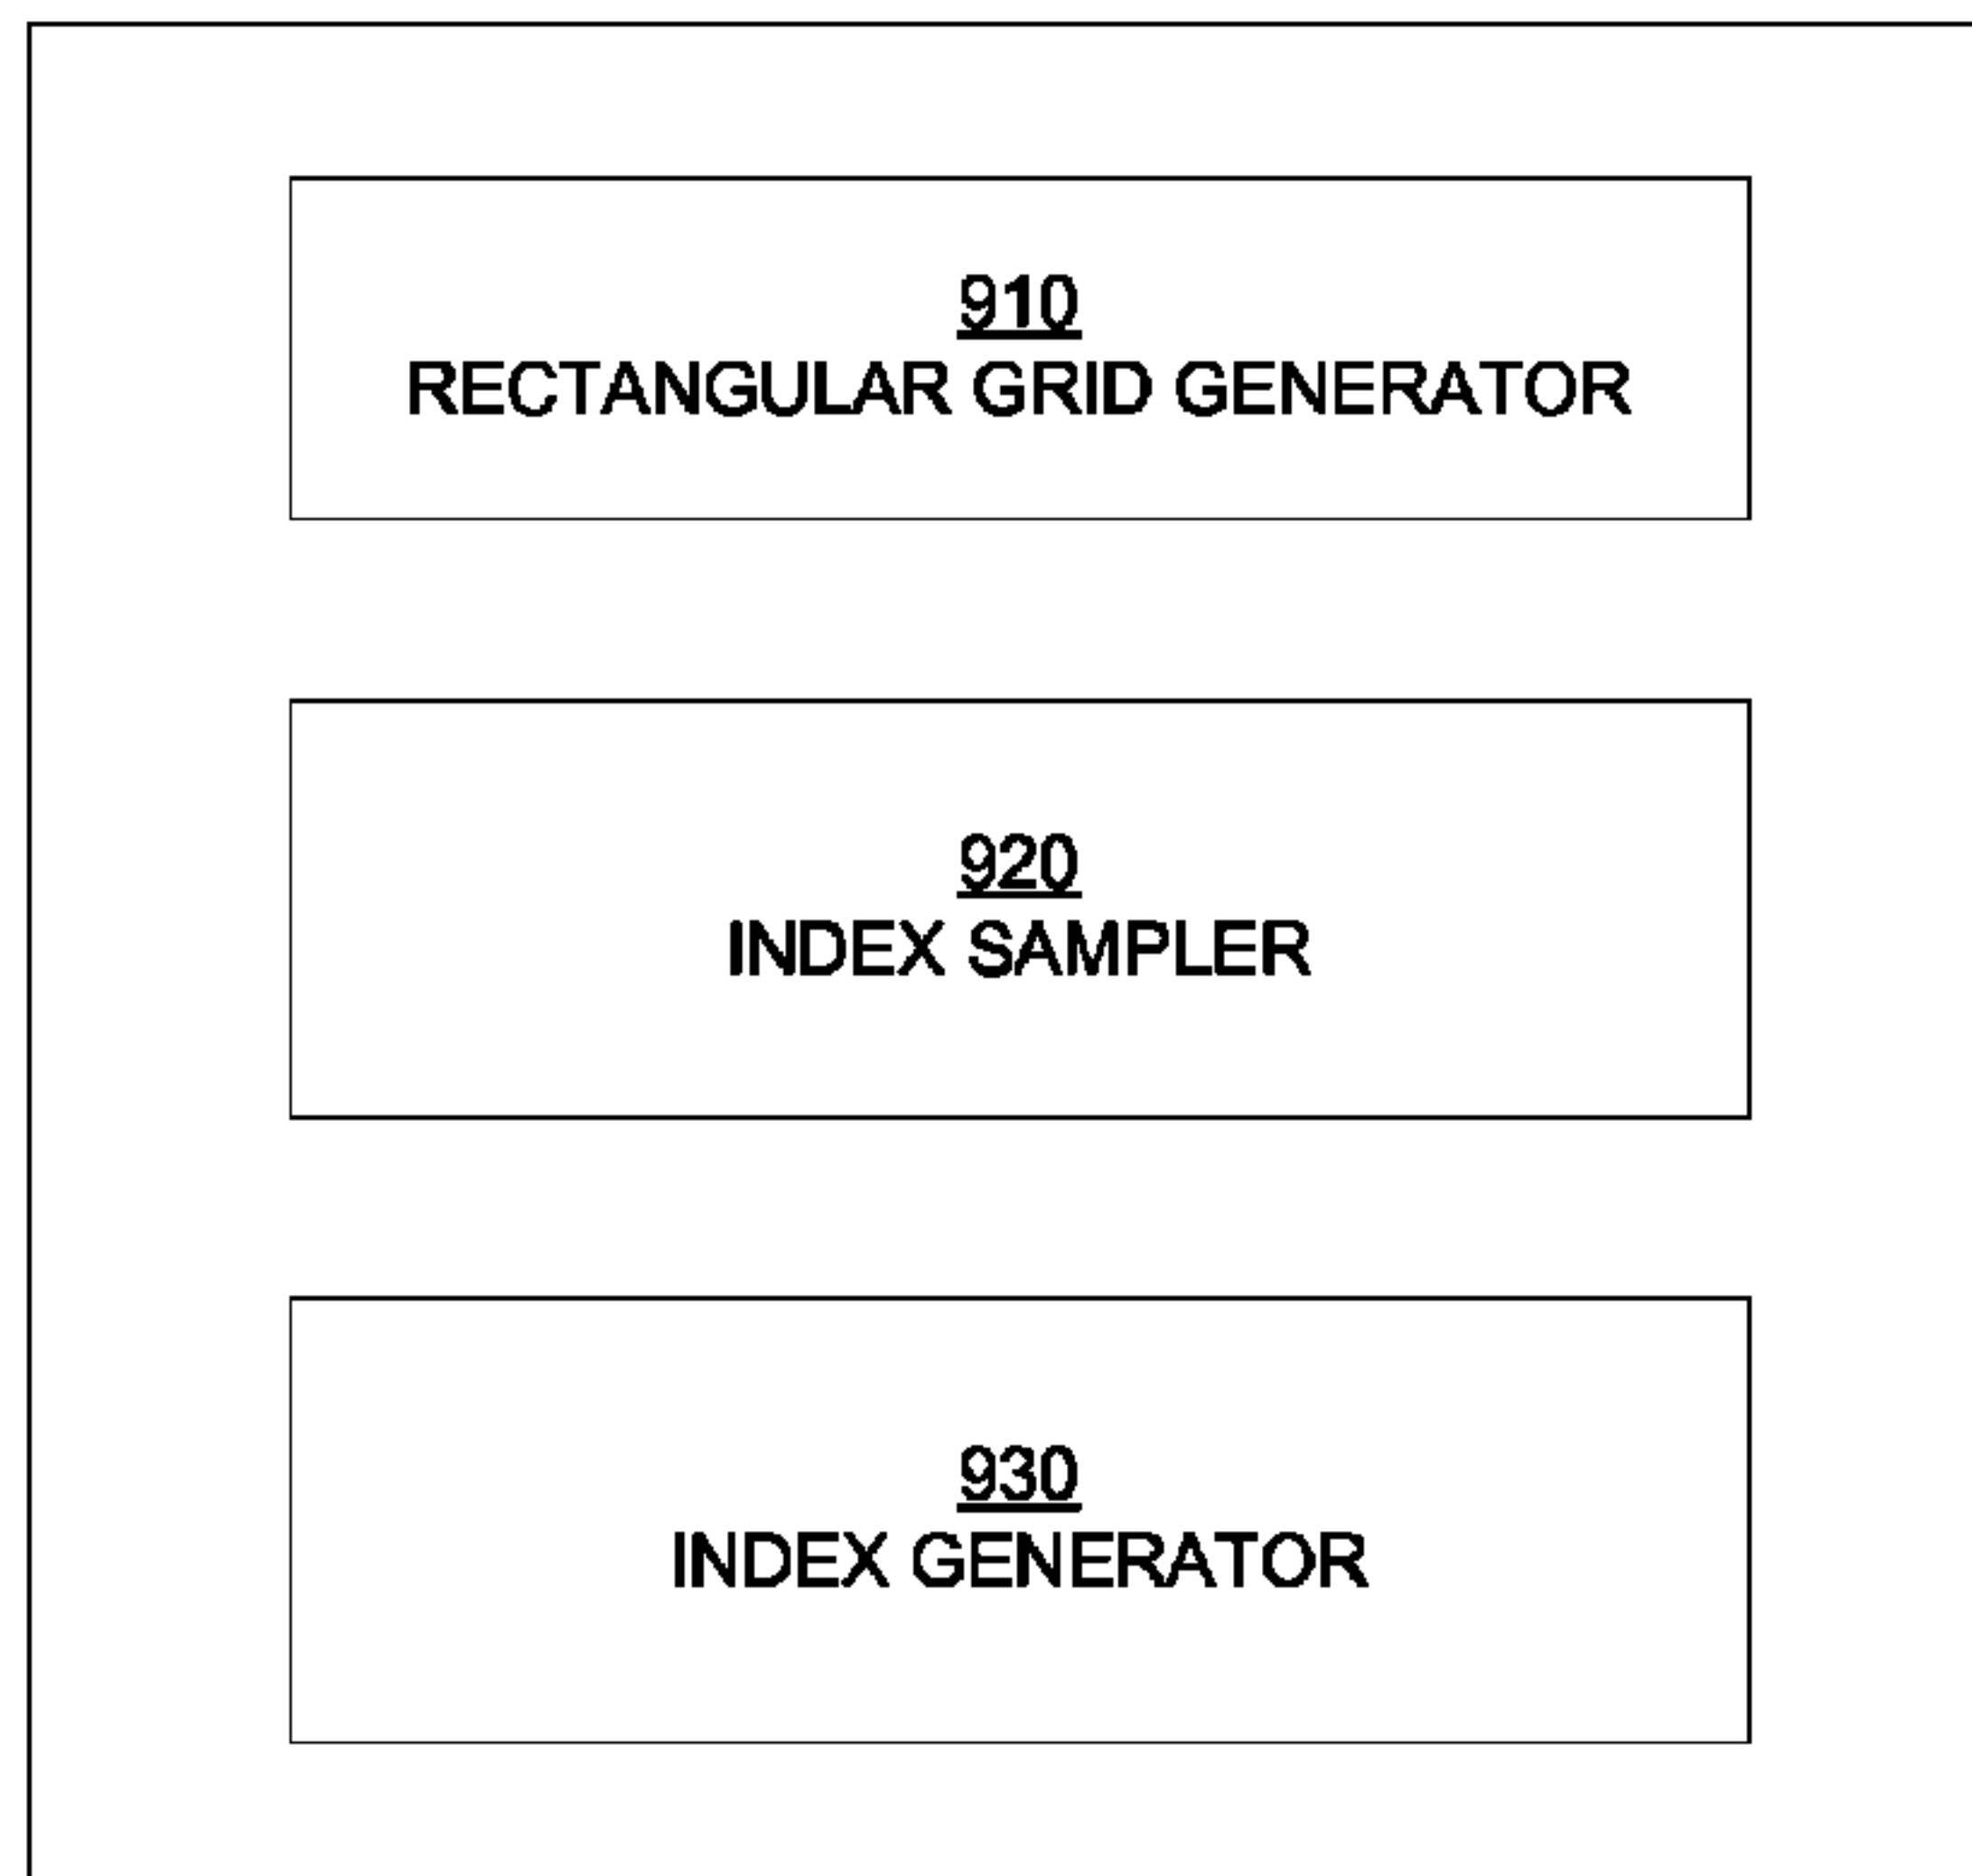 910
RECTANGULAR GRID GENERATOR
920
INDEX SAMPLER
930
INDEX GENERATOR